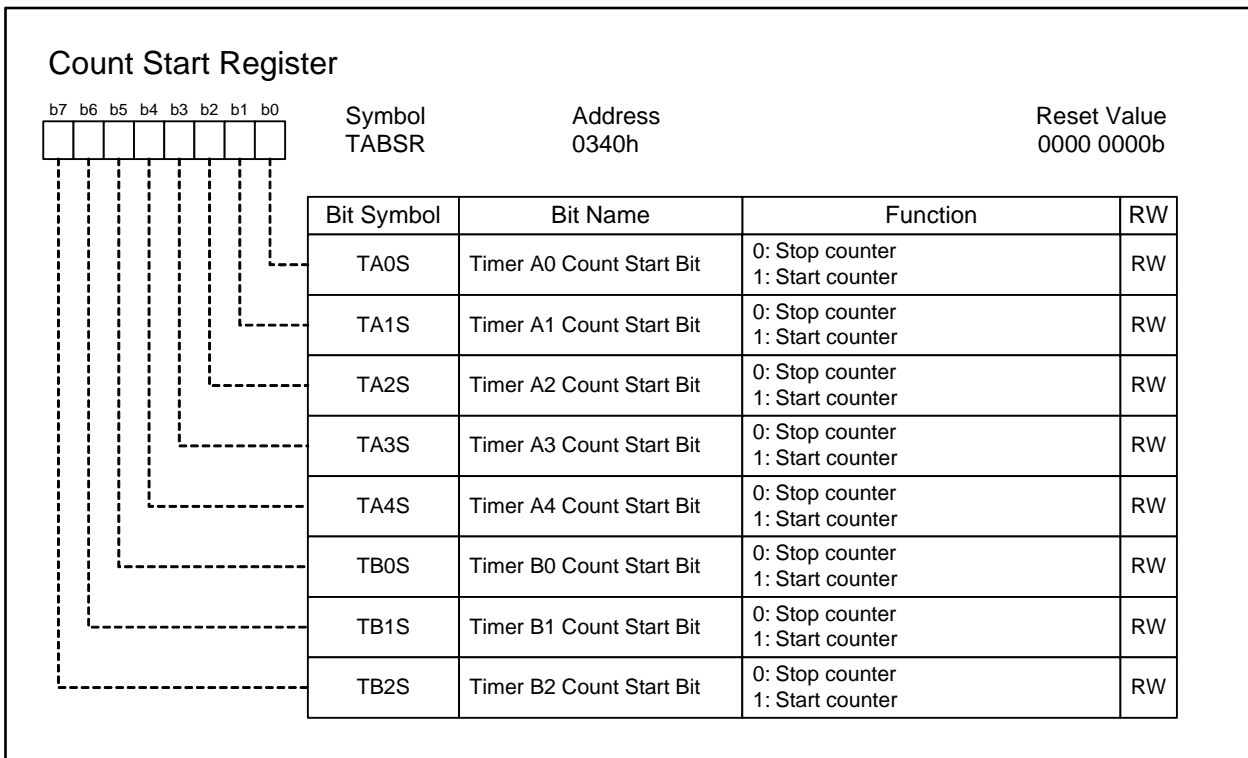 Count Start Register
b7 b6 b5 b4 b3 b2 b1 b0
Symbol Address Reset Value
TABSR 0340h 0000 0000b
Bit Symbol Bit Name Function RW
TA0S Timer A0 Count Start Bit 0: Stop counter
1: Start counter RW
TA1S Timer A1 Count Start Bit 0: Stop counter
1: Start counter RW
TA2S Timer A2 Count Start Bit 0: Stop counter
1: Start counter RW
TA3S Timer A3 Count Start Bit 0: Stop counter
1: Start counter RW
TA4S Timer A4 Count Start Bit 0: Stop counter
1: Start counter RW
TB0S Timer B0 Count Start Bit 0: Stop counter
1: Start counter RW
TB1S Timer B1 Count Start Bit 0: Stop counter
1: Start counter RW
TB2S Timer B2 Count Start Bit 0: Stop counter
1: Start counter RW